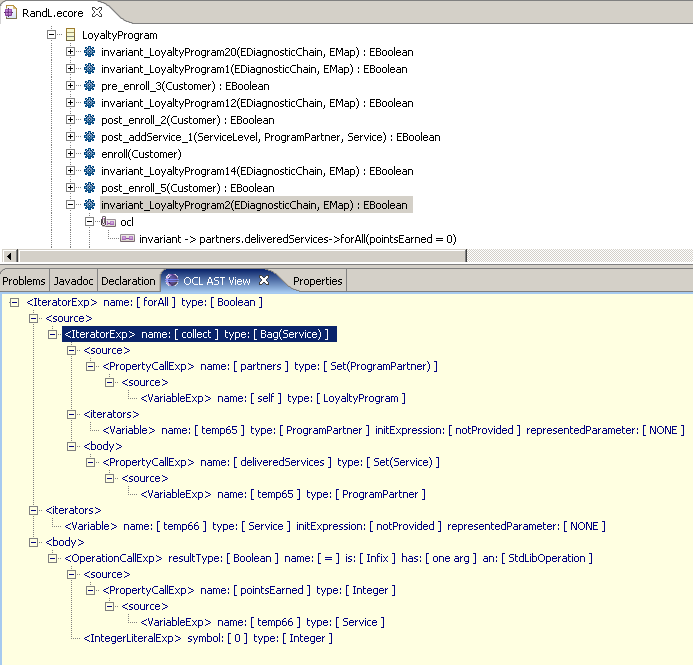 RandL.ecore
LoyaltyProgram
invariant_LoyaltyProgram20(EDiagnosticChain, EMap) : EBoolean
invariant_LoyaltyProgram1(EDiagnosticChain, EMap) : EBoolean
pre_enroll_3(Customer) : EBoolean
invariant_LoyaltyProgram12(EDiagnosticChain, EMap) : EBoolean
post_enroll_2(Customer) : EBoolean
post_addService_1(ServiceLevel, ProgramPartner, Service) : EBoolean
enroll(Customer)
invariant_LoyaltyProgram14(EDiagnosticChain, EMap) : EBoolean
post_enroll_5(Customer) : EBoolean
invariant_LoyaltyProgram2(EDiagnosticChain, EMap) : EBoolean
ocl
invariant -> partners.deliveredServices->forAll(pointsEarned = 0)
Problems Javadoc Declaration OCL AST View Properties
<IteratorExp> name: [ forAll ] type: [ Boolean ]
<source>
<IteratorExp> name: [ collect ] type: [ Bag(Service) ]
<source>
<PropertyCallExp> name: [ partners ] type: [ Set(ProgramPartner) ]
<source>
<VariableExp> name: [ self ] type: [ LoyaltyProgram ]
<iterators>
<Variable> name: [ temp65 ] type: [ ProgramPartner ] initExpression: [ notProvided ] representedParameter: [ NONE ]
<body>
<PropertyCallExp> name: [ deliveredServices ] type: [ Set(Service) ]
<source>
<VariableExp> name: [ temp65 ] type: [ ProgramPartner ]
<iterators>
<Variable> name: [ temp66 ] type: [ Service ] initExpression: [ notProvided ] representedParameter: [ NONE ]
<body>
<OperationCallExp> resultType: [ Boolean ] name: [ = ] is: [ Infix ] has: [ one arg ] an: [ StdLibOperation ]
<source>
<PropertyCallExp> name: [ pointsEarned ] type: [ Integer ]
<source>
<VariableExp> name: [ temp66 ] type: [ Service ]
<IntegerLiteralExp> symbol: [ 0 ] type: [ Integer ]